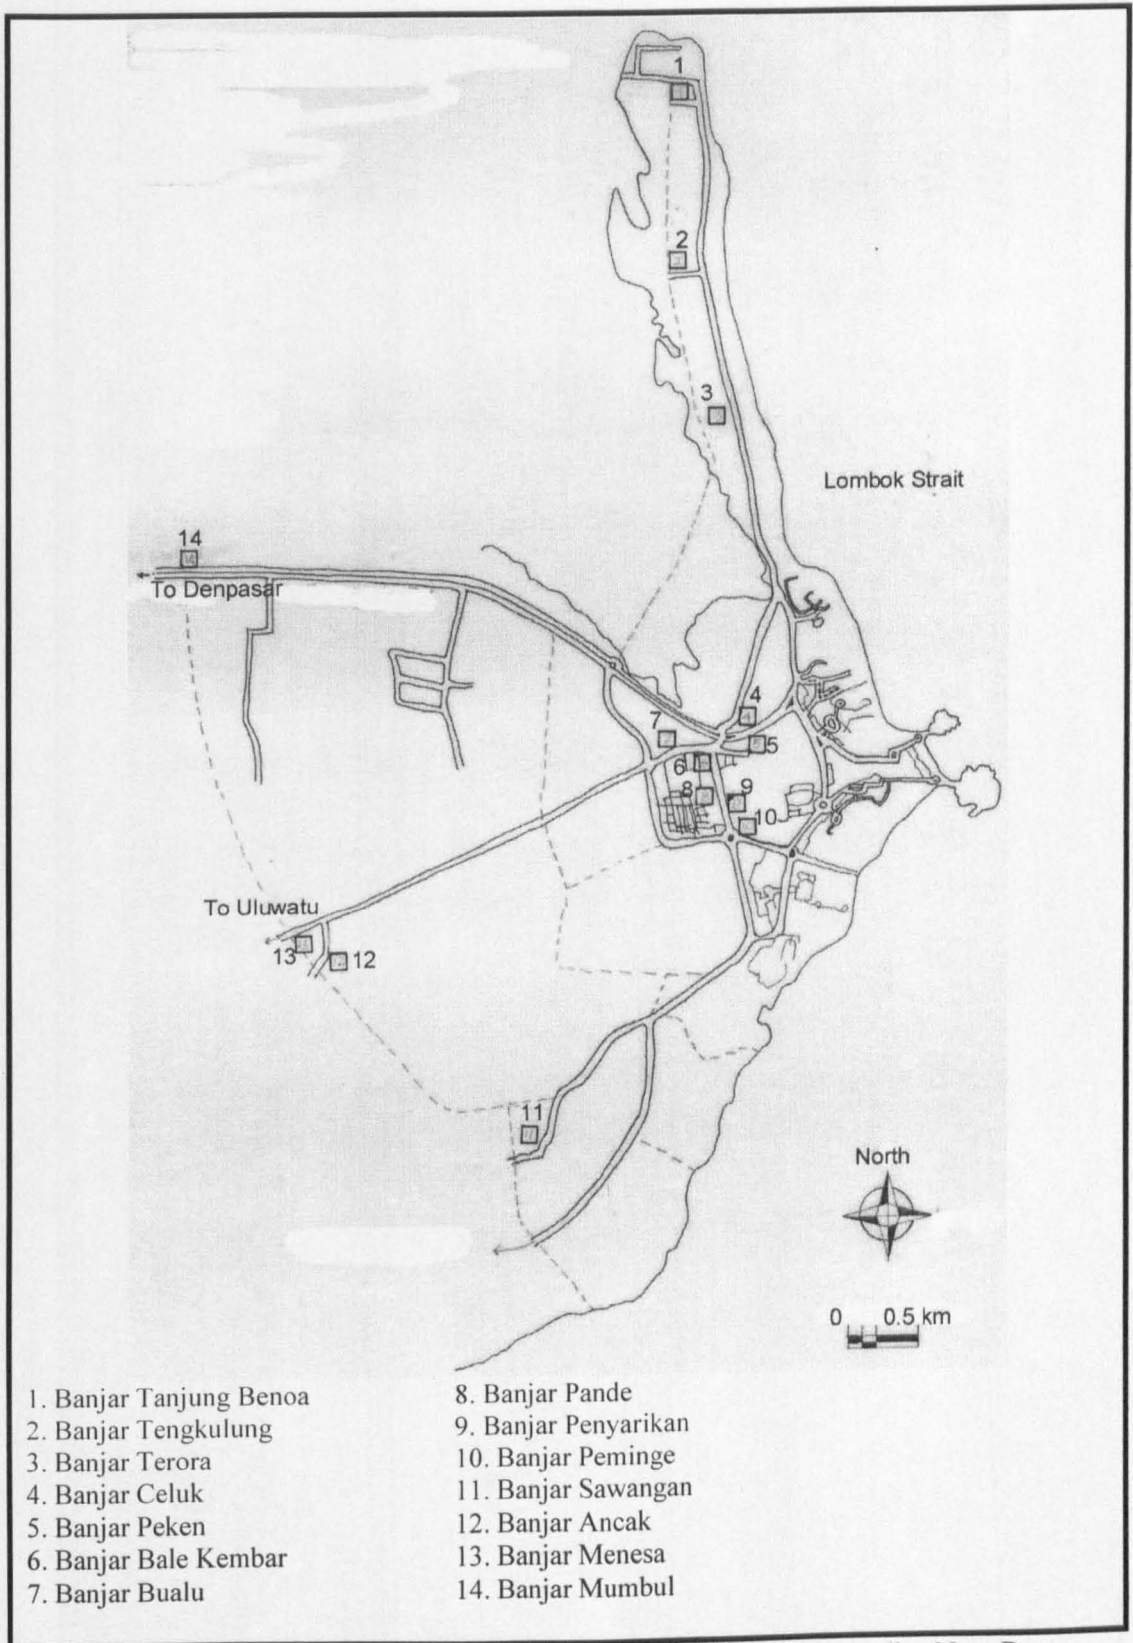 1
2
3
Lombok Strait
14
To Denpasar
4
7
5
6
8
9
10
To Uluwatu
13
12
11
North
0 0.5 km
1. Banjar Tanjung Benoa
2. Banjar Tengkulung
3. Banjar Terora
4. Banjar Celuk
5. Banjar Peken
6. Banjar Bale Kembar
7. Banjar Bualu
8. Banjar Pande
9. Banjar Penyarikan
10. Banjar Peminge
11. Banjar Sawangan
12. Banjar Ancak
13. Banjar Menesa
14. Banjar Mumbul